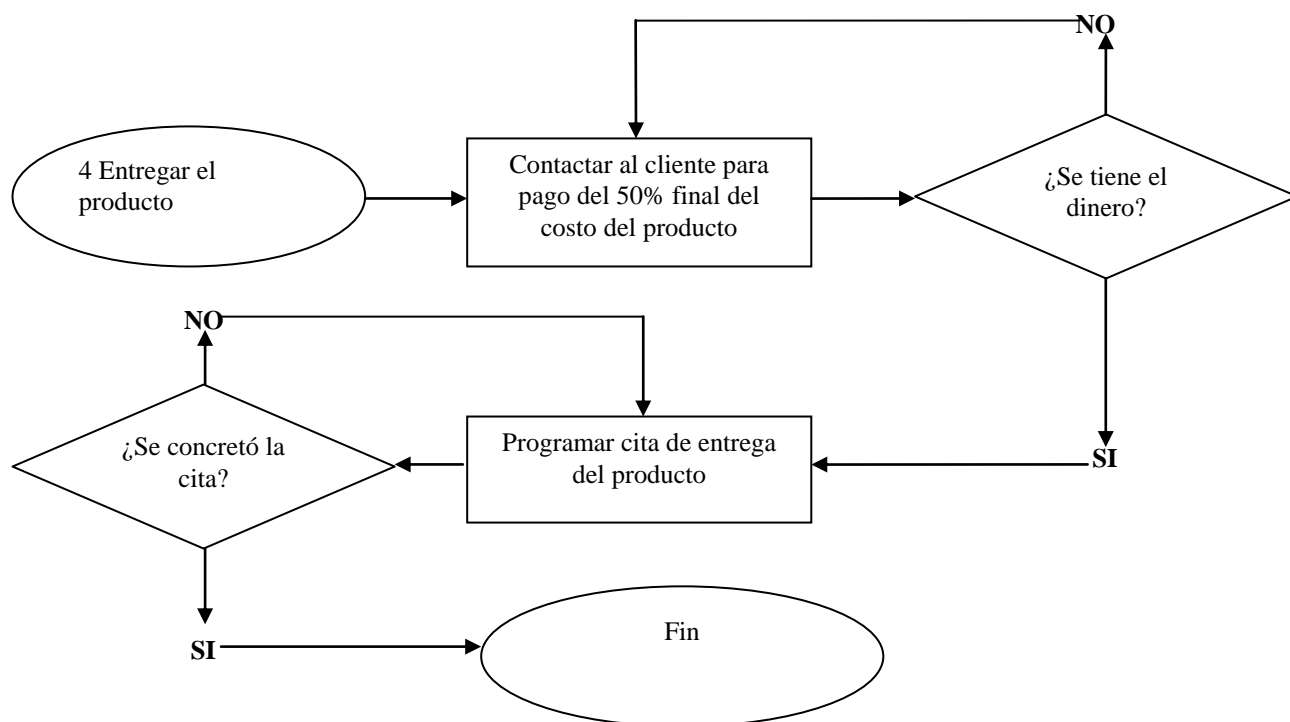 NO
4 Entregar el
producto
Contactar al cliente para
pago del 50% final del
costo del producto
¿Se tiene el
dinero?
NO
¿Se concretó la
cita?
Programar cita de entrega
del producto
SI
SI
Fin